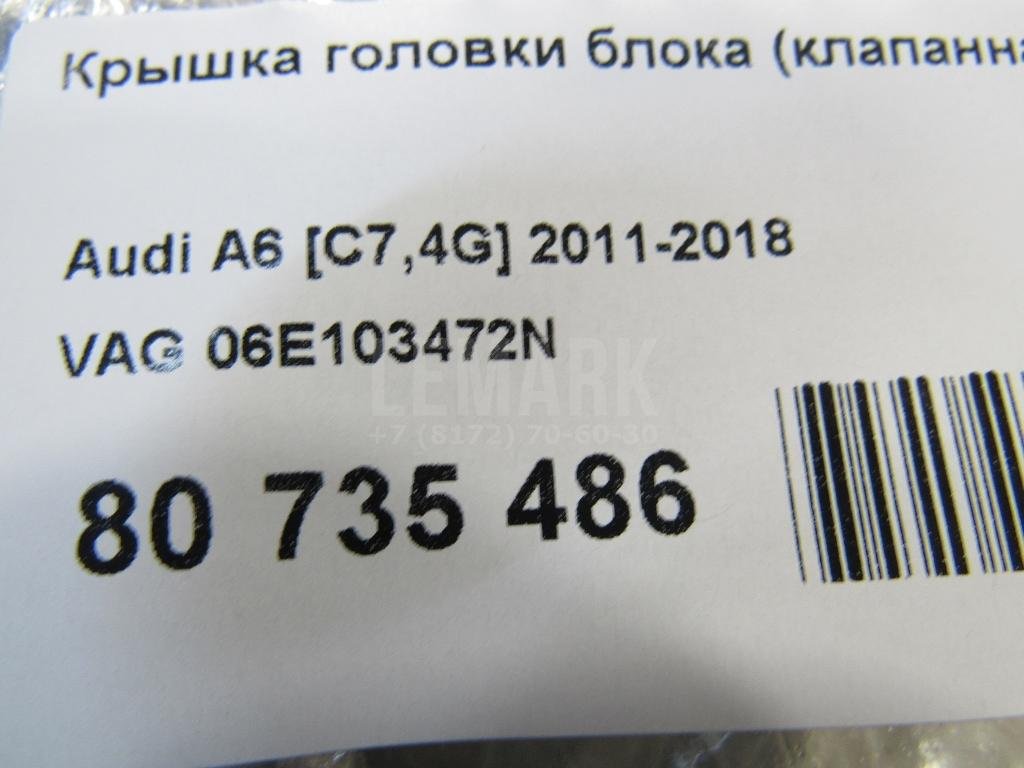 Крышка головки блока (клапанна
Audi A6 [C7,4G] 2011-2018
VAG 06E103472N
LEMARK
+7 (8172) 70-60-30
80 735 486